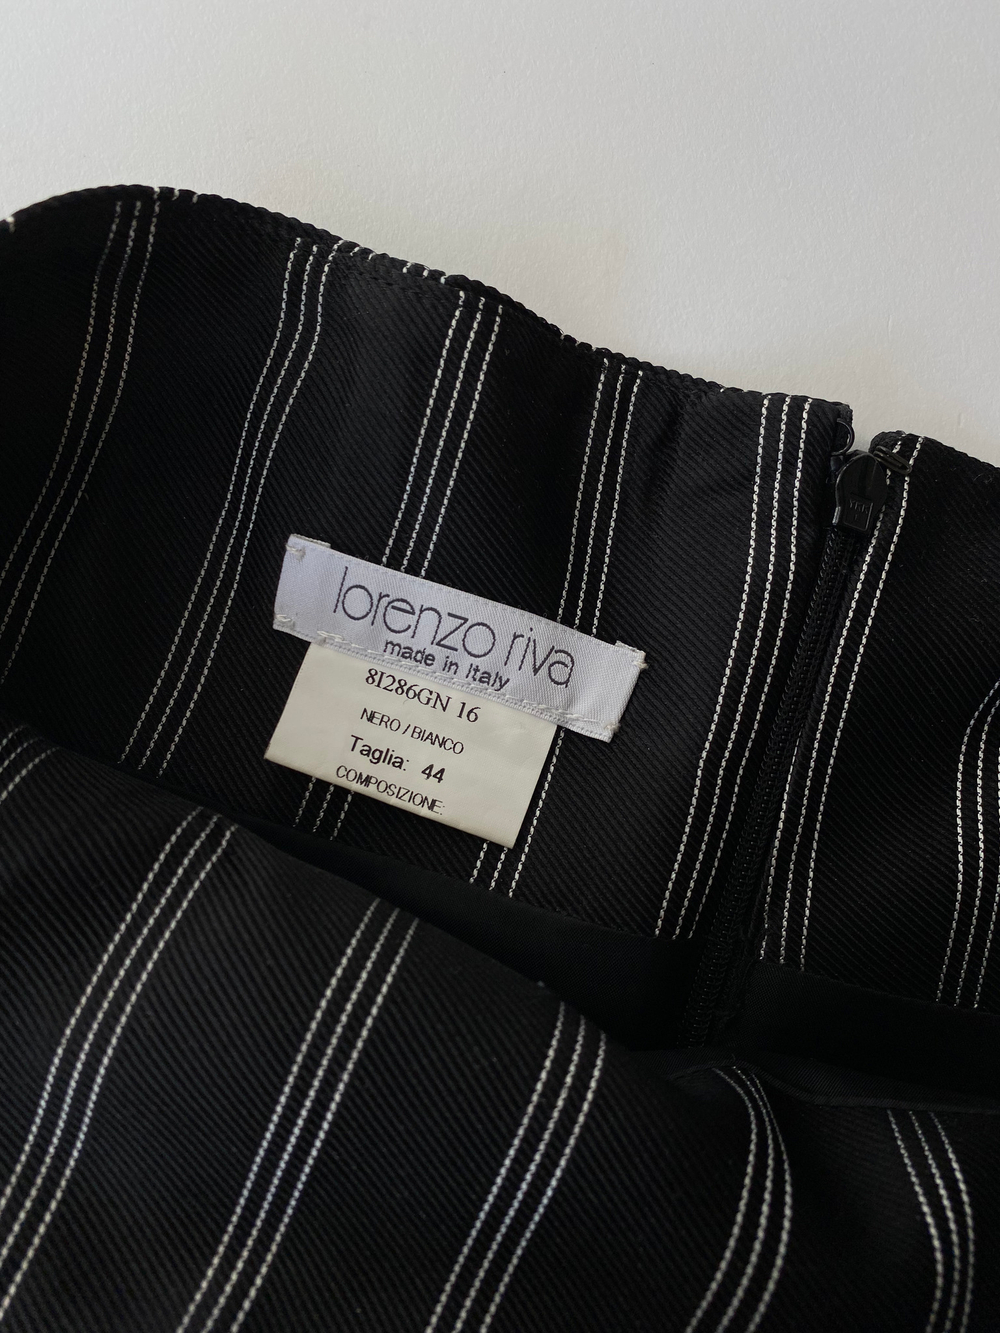 lorenzo riva
made in Italy
8I286GN 16
NERO / BIANCO
Taglia: 44
COMPOSIZIONE: